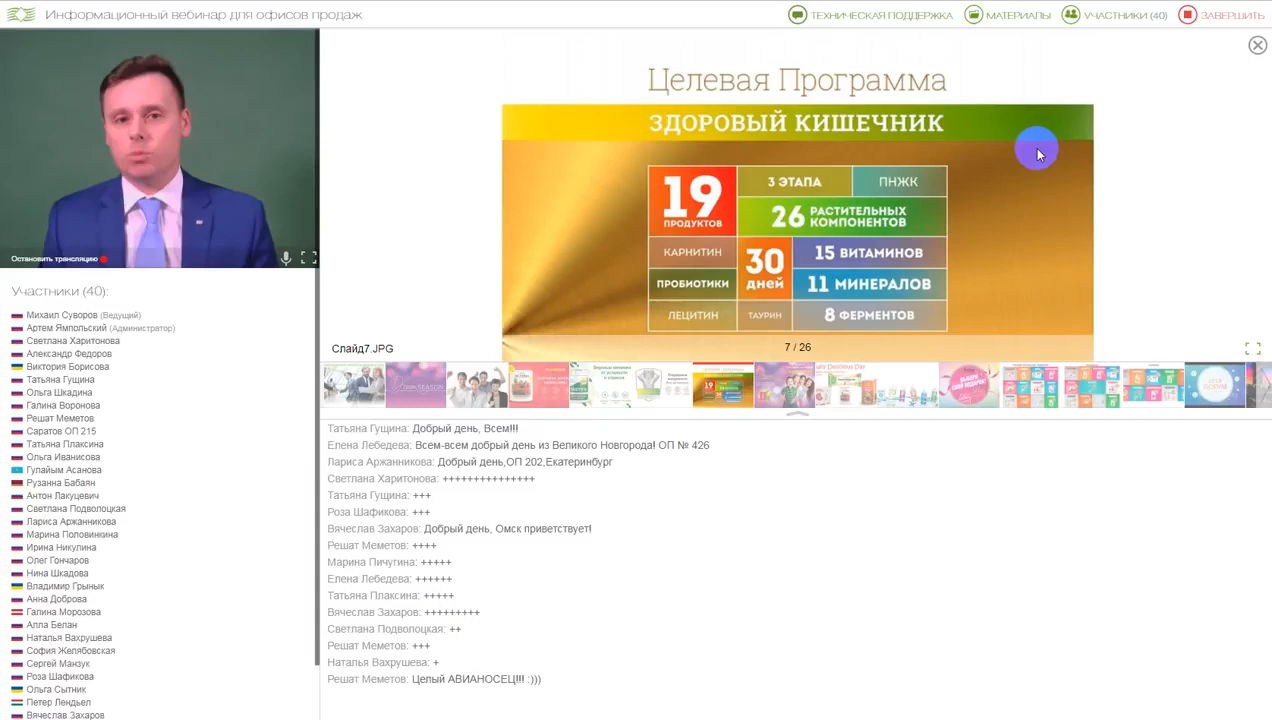 Информационный вебинар для офисов продаж
ТЕХНИЧЕСКАЯ ПОДДЕРЖКА
МАТЕРИАЛЫ
УЧАСТНИКИ (40)
ЗАВЕРШИТЬ
Остановить трансляцию
Участники (40):
Михаил Суворов (Ведущий)
Артем Ямпольский (Администратор)
Светлана Харитонова
Александр Федоров
Виктория Борисова
Татьяна Гущина
Ольга Шкадина
Галина Воронова
Решат Меметов
Саратов ОП 215
Татьяна Плаксина
Ольга Иванисова
Гулайым Асанова
Рузанна Бабаян
Антон Лакуцевич
Светлана Подволоцкая
Лариса Аржанникова
Марина Половинкина
Ирина Никулина
Олег Гончаров
Нина Шкадова
Владимир Грынык
Анна Доброва
Галина Морозова
Алла Белан
Наталья Вахрушева
София Желябовская
Сергей Манзук
Роза Шафикова
Ольга Сытник
Петер Лендьел
Вячеслав Захаров
Целевая Программа
ЗДОРОВЫЙ КИШЕЧНИК
19
ПРОДУКТОВ
3 ЭТАПА
ПНЖК
26 РАСТИТЕЛЬНЫХ
КОМПОНЕНТОВ
КАРНИТИН
30
дней
15 ВИТАМИНОВ
ПРОБИОТИКИ
11 МИНЕРАЛОВ
ЛЕЦИТИН
ТАУРИН
8 ФЕРМЕНТОВ
Слайд7.JPG
7 / 26
Татьяна Гущина: Добрый день, Всем!!!
Елена Лебедева: Всем-всем добрый день из Великого Новгорода! ОП № 426
Лариса Аржанникова: Добрый день,ОП 202,Екатеринбург
Светлана Харитонова: +++++++++++++++
Татьяна Гущина: +++
Роза Шафикова: +++
Вячеслав Захаров: Добрый день, Омск приветствует!
Решат Меметов: ++++
Марина Пичугина: +++++
Елена Лебедева: ++++++
Татьяна Плаксина: +++++
Вячеслав Захаров: +++++++++
Светлана Подволоцкая: ++
Решат Меметов: +++
Наталья Вахрушева: +
Решат Меметов: Целый АВИАНОСЕЦ!!! :)))